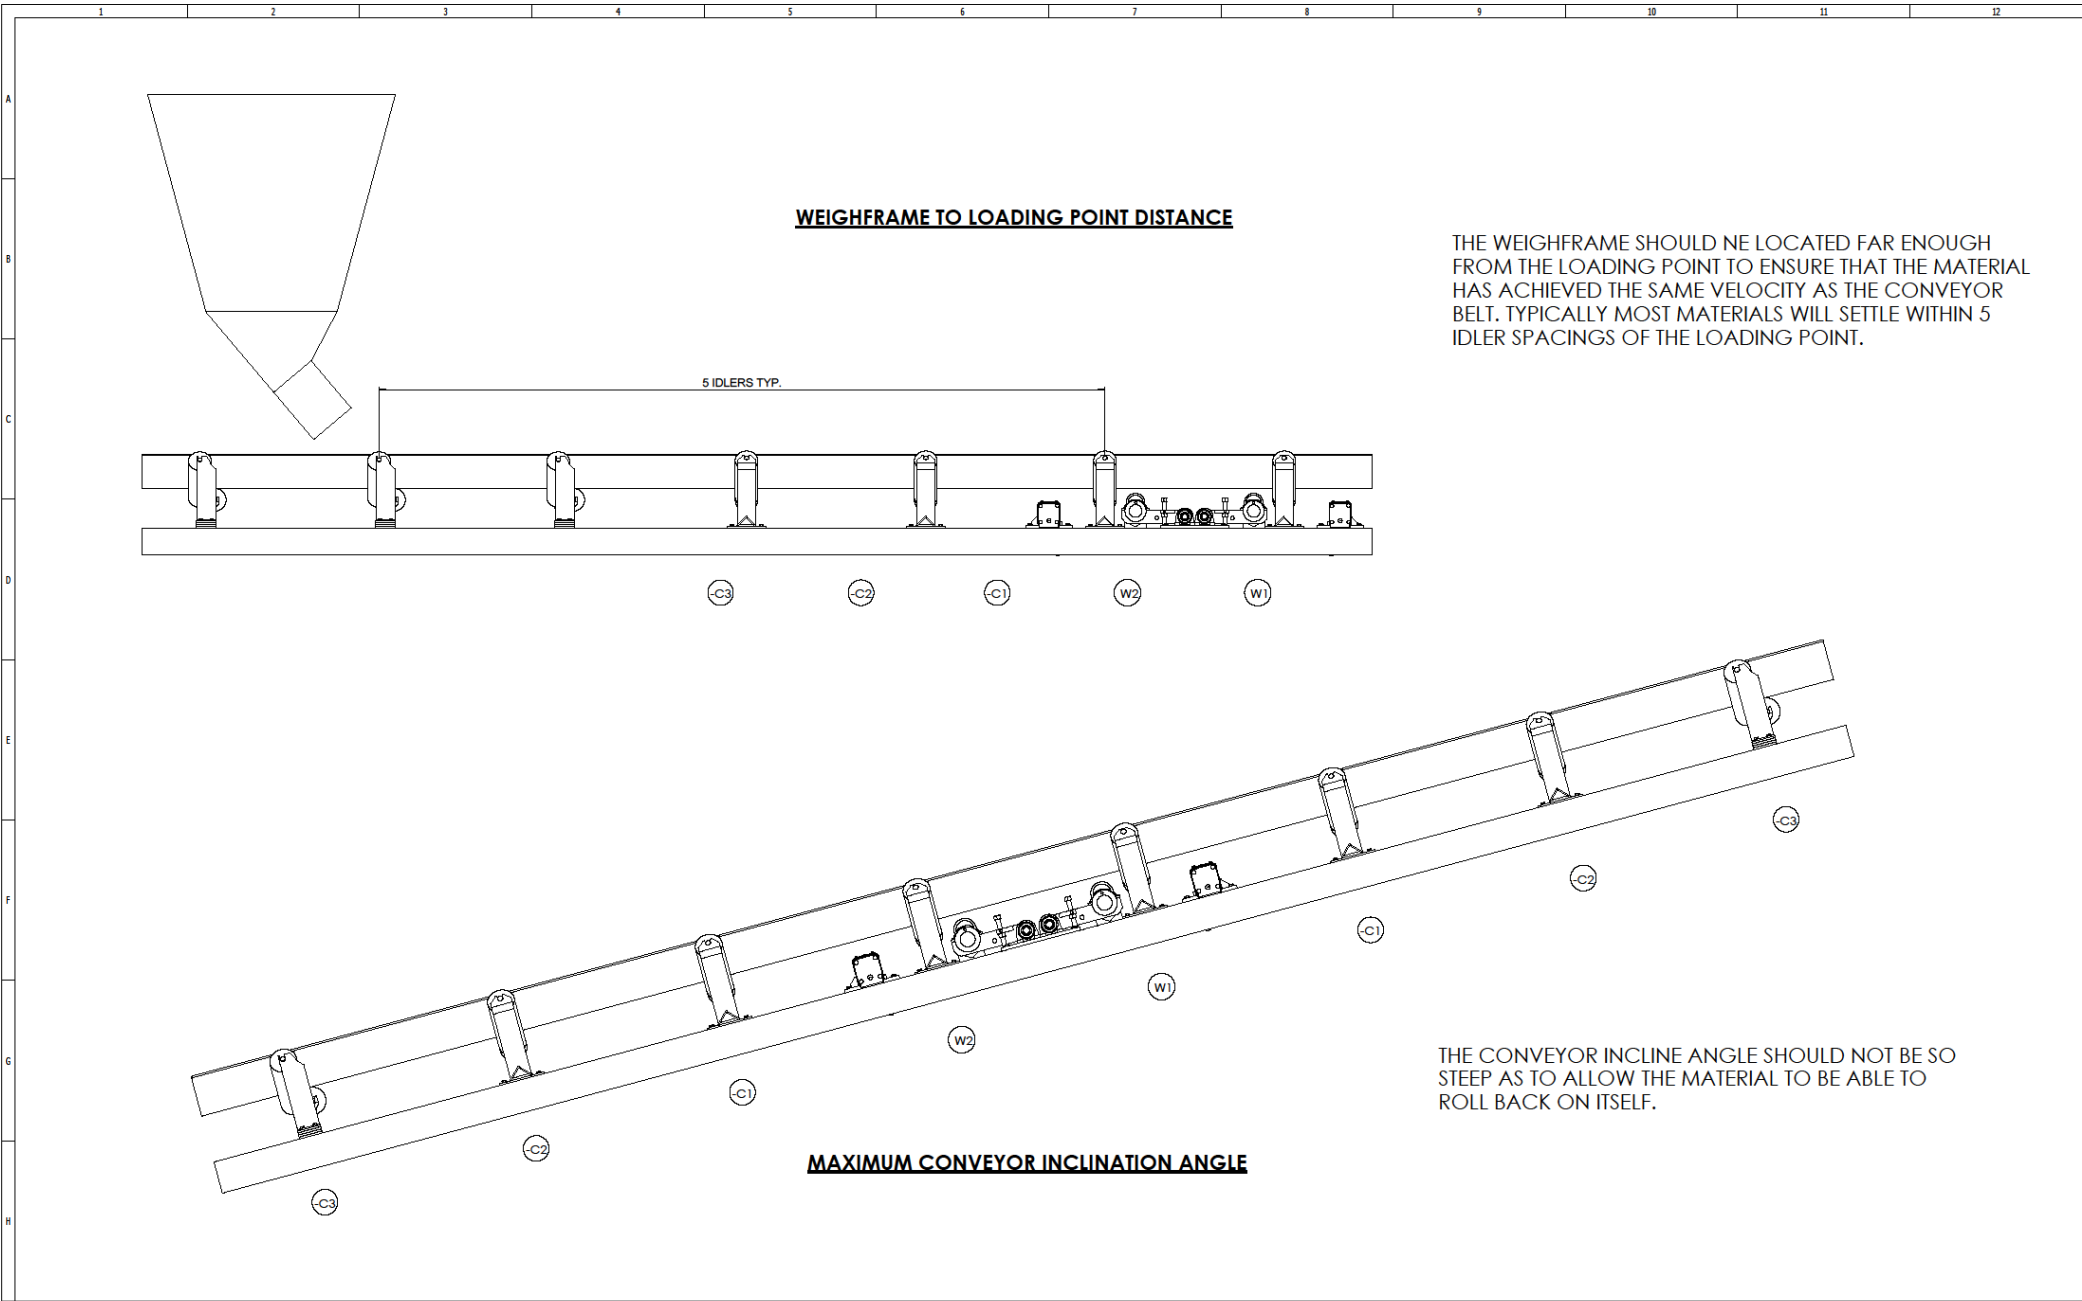 1 2 3 4 5 6 7 8 9 10 11 12
A
B
C
D
E
F
G
H
WEIGHFRAME TO LOADING POINT DISTANCE
THE WEIGHFRAME SHOULD NE LOCATED FAR ENOUGH
FROM THE LOADING POINT TO ENSURE THAT THE MATERIAL
HAS ACHIEVED THE SAME VELOCITY AS THE CONVEYOR
BELT. TYPICALLY MOST MATERIALS WILL SETTLE WITHIN 5
IDLER SPACINGS OF THE LOADING POINT.
5 IDLERS TYP.
-C3 -C2 -C1 W2 W1
-C3
-C2
-C1
W1
W2
-C1
-C2
-C3
THE CONVEYOR INCLINE ANGLE SHOULD NOT BE SO
STEEP AS TO ALLOW THE MATERIAL TO BE ABLE TO
ROLL BACK ON ITSELF.
MAXIMUM CONVEYOR INCLINATION ANGLE